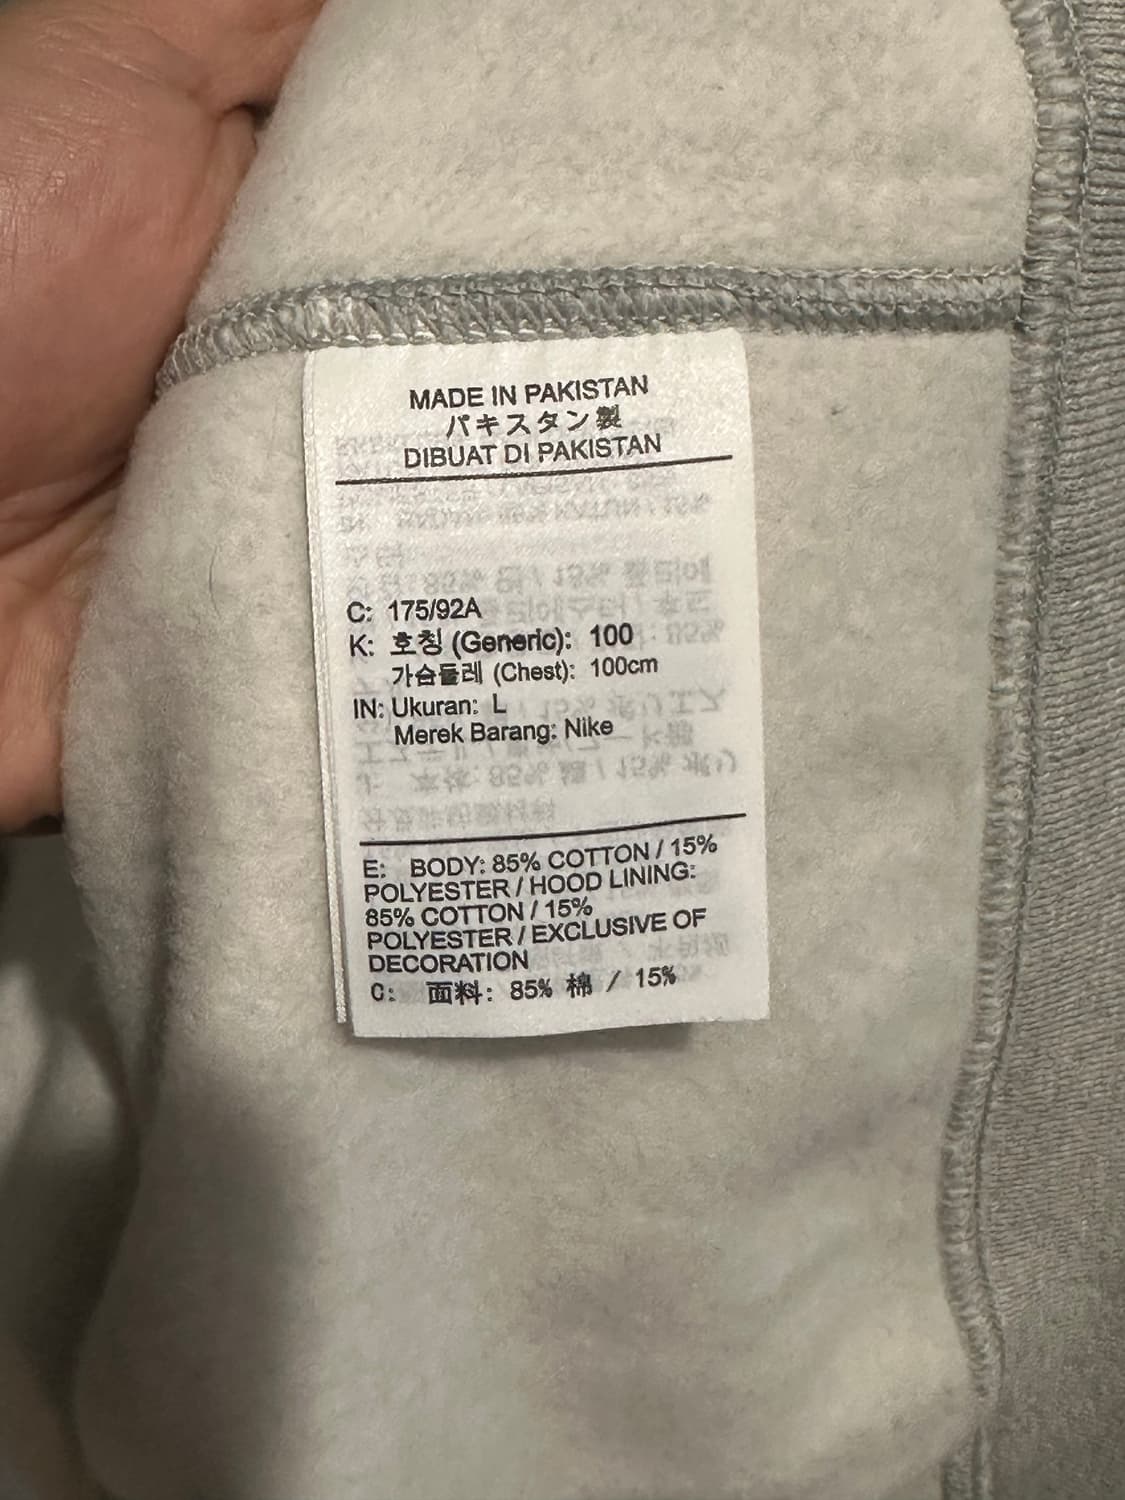 MADE IN PAKISTAN
パキスタン製
DIBUAT DI PAKISTAN
C: 175/92A
K: 호칭 (Generic): 100
가슴둘레 (Chest): 100cm
IN: Ukuran: L
Merek Barang: Nike
E: BODY: 85% COTTON / 15%
POLYESTER / HOOD LINING:
85% COTTON / 15%
POLYESTER / EXCLUSIVE OF
DECORATION
C: 面料: 85% 棉 / 15%